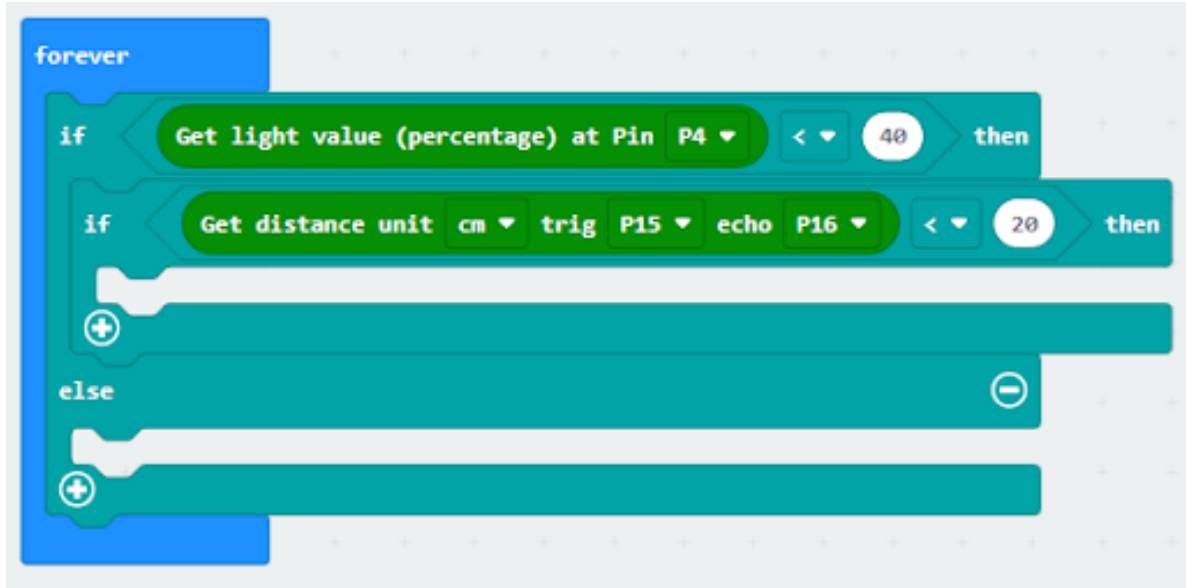 forever
if Get light value (percentage) at Pin P4 < 40 then
if Get distance unit cm trig P15 echo P16 < 20 then
else